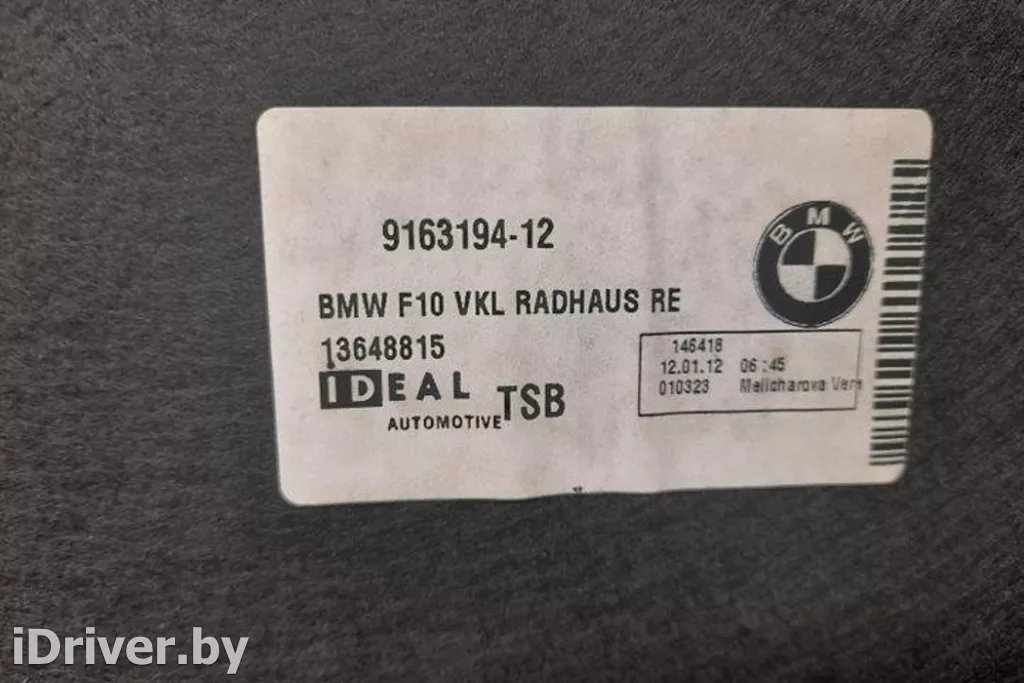 9163194-12
BMW
BMW F10 VKL RADHAUS RE
13648815
IDEAL
AUTOMOTIVE
TSB
146418
12.01.12 06:45
010323 Melicharova Vera
iDriver.by